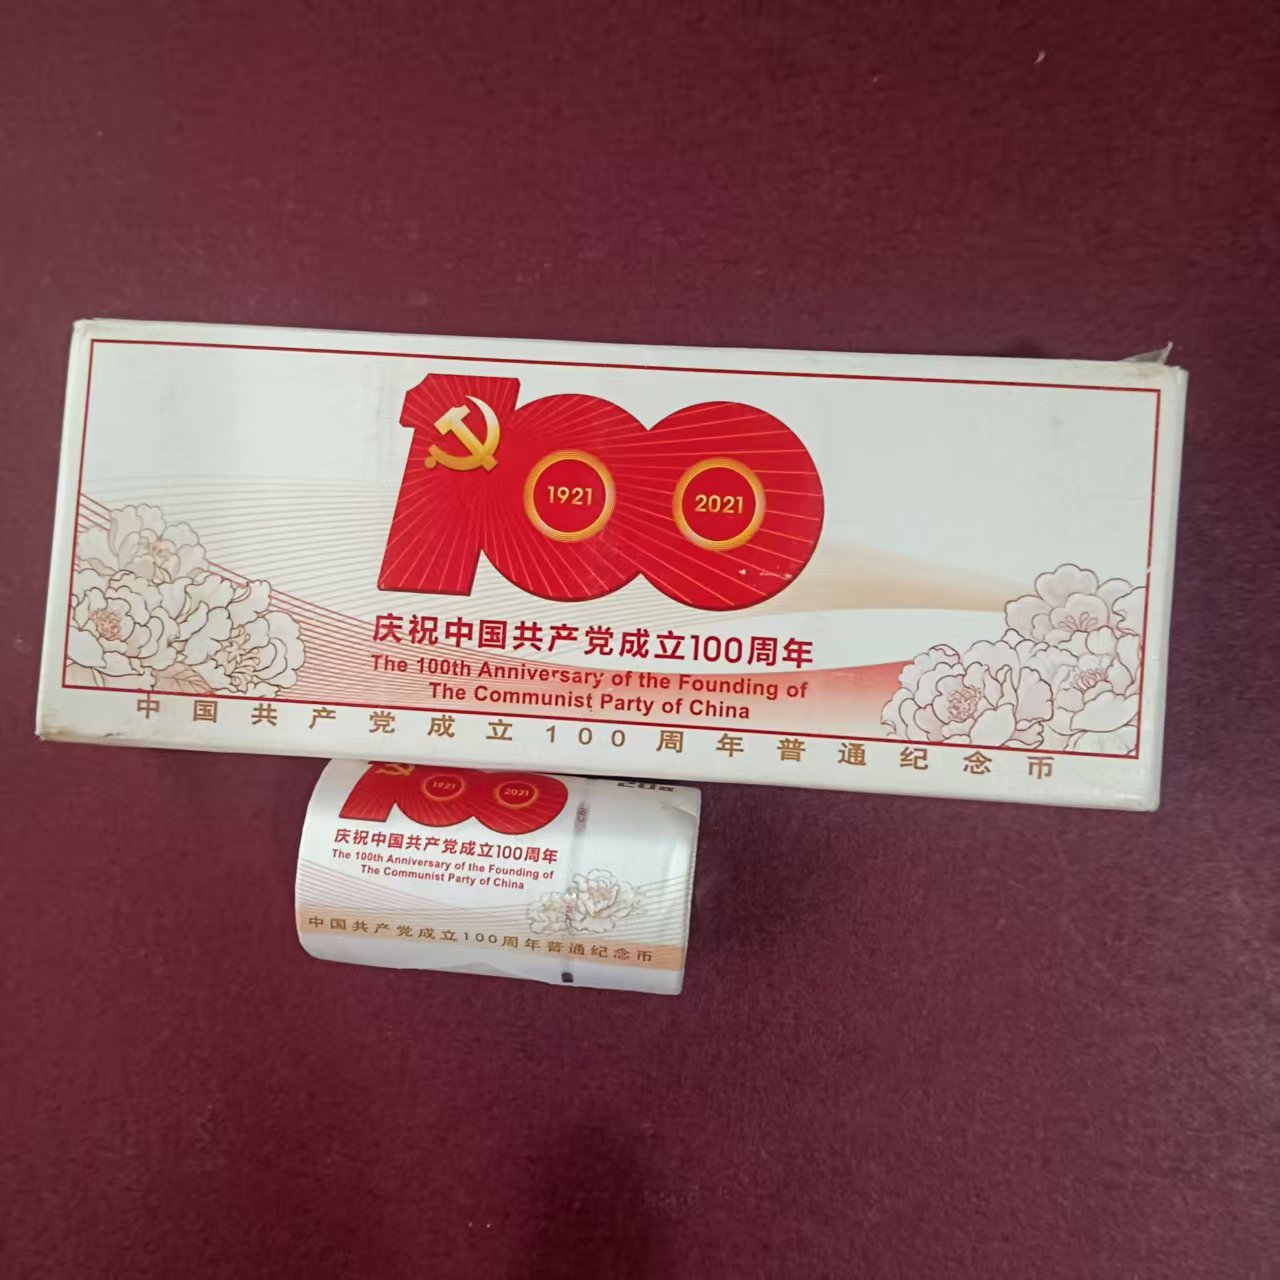 100
1921
2021
庆祝中国共产党成立100周年
The 100th Anniversary of the Founding of
The Communist Party of China
中国共产党成立100周年普通纪念币
100
1921
2021
庆祝中国共产党成立100周年
The 100th Anniversary of the Founding of
The Communist Party of China
中国共产党成立100周年普通纪念币